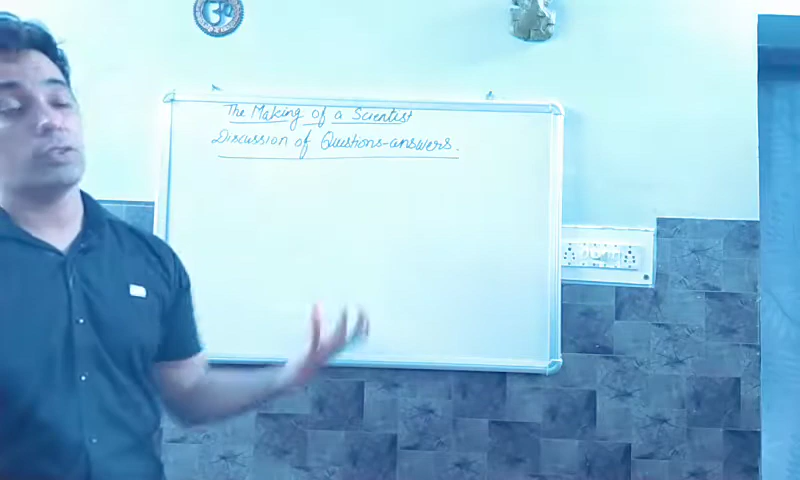 The Making of a Scientist
Discussion of Questions-answers.